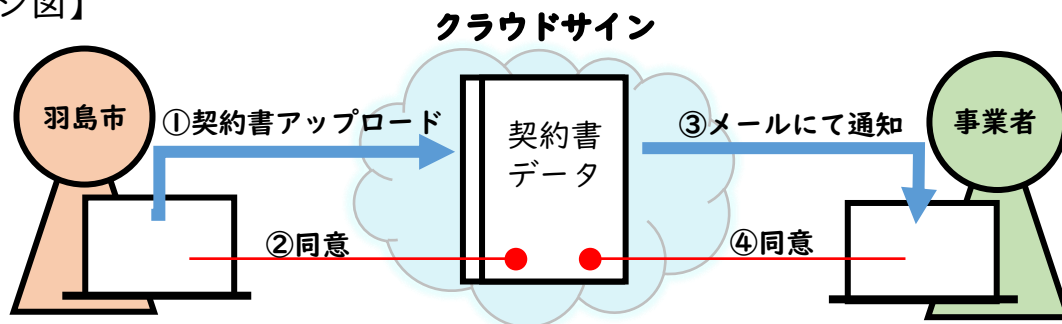 ジ図】
クラウドサイン
羽島市
①契約書アップロード
契約書
データ
③メールにて通知
事業者
②同意
④同意